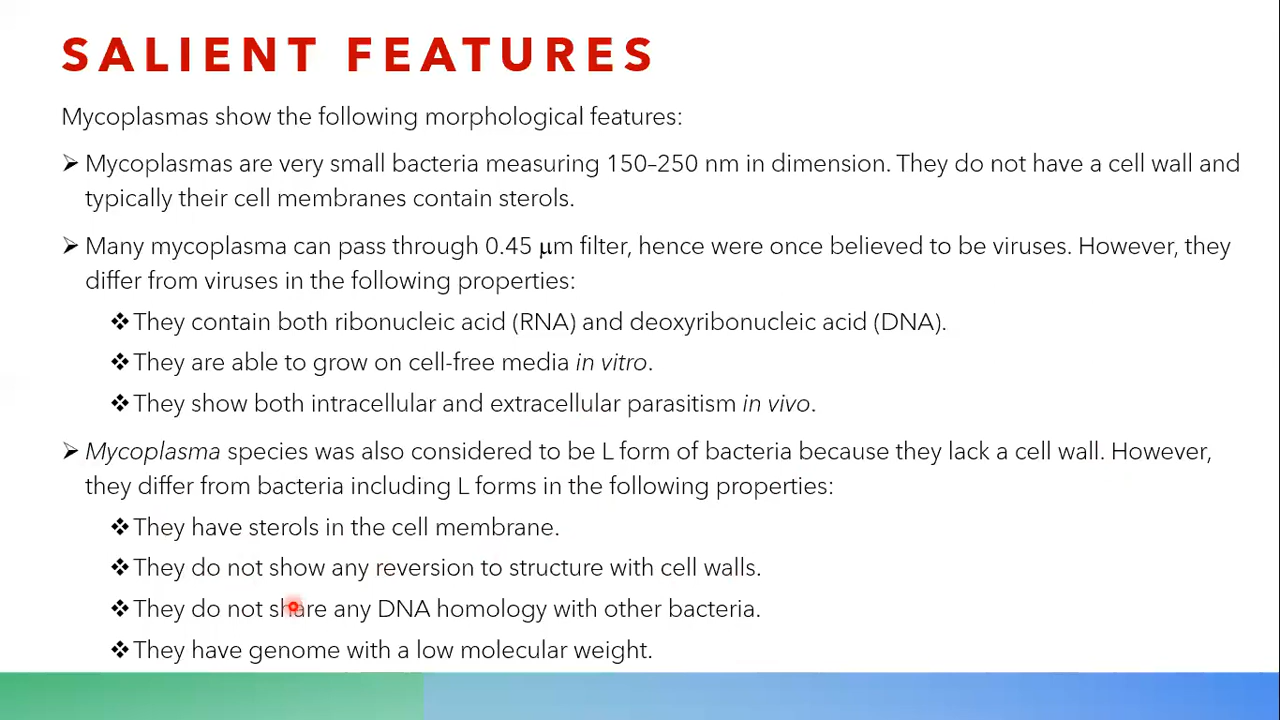 SALIENT FEATURES
Mycoplasmas show the following morphological features:
➢ Mycoplasmas are very small bacteria measuring 150–250 nm in dimension. They do not have a cell wall and
typically their cell membranes contain sterols.
➢ Many mycoplasma can pass through 0.45 μm filter, hence were once believed to be viruses. However, they
differ from viruses in the following properties:
❖They contain both ribonucleic acid (RNA) and deoxyribonucleic acid (DNA).
❖They are able to grow on cell-free media in vitro.
❖They show both intracellular and extracellular parasitism in vivo.
➢ Mycoplasma species was also considered to be L form of bacteria because they lack a cell wall. However,
they differ from bacteria including L forms in the following properties:
❖They have sterols in the cell membrane.
❖They do not show any reversion to structure with cell walls.
❖They do not share any DNA homology with other bacteria.
❖They have genome with a low molecular weight.